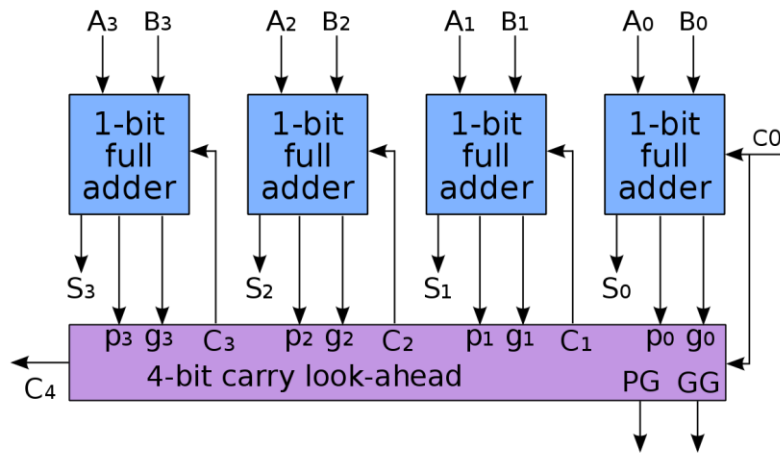 A3 B3 A2 B2 A1 B1 A0 B0
1-bit full adder
1-bit full adder
1-bit full adder
1-bit full adder
C0
S3 S2 S1 S0
p3 g3 C3 p2 g2 C2 p1 g1 C1 p0 g0
4-bit carry look-ahead
PG GG
C4